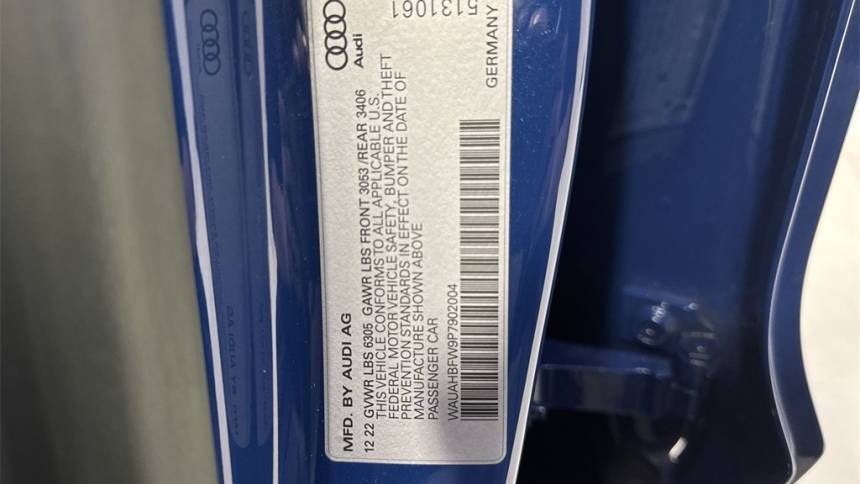 MFD. BY AUDI AG
Audi
12 22 GVWR LBS 6305 GAWR LBS FRONT 3053 /REAR 3406
THIS VEHICLE CONFORMS TO ALL APPLICABLE U.S.
FEDERAL MOTOR VEHICLE SAFETY, BUMPER AND THEFT
PREVENTION STANDARDS IN EFFECT ON THE DATE OF
MANUFACTURE SHOWN ABOVE
PASSENGER CAR
5131061
WAUAHBFW9P7902004
GERMANY